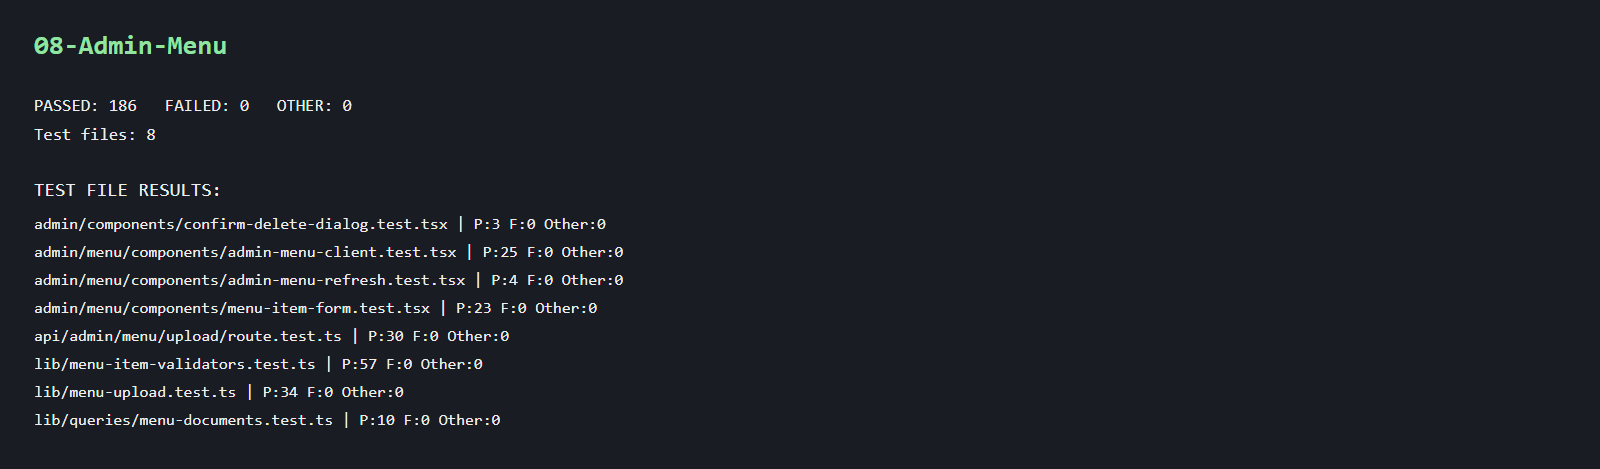 08-Admin-Menu
PASSED: 186   FAILED: 0   OTHER: 0
Test files: 8
TEST FILE RESULTS:
admin/components/confirm-delete-dialog.test.tsx | P:3 F:0 Other:0
admin/menu/components/admin-menu-client.test.tsx | P:25 F:0 Other:0
admin/menu/components/admin-menu-refresh.test.tsx | P:4 F:0 Other:0
admin/menu/components/menu-item-form.test.tsx | P:23 F:0 Other:0
api/admin/menu/upload/route.test.ts | P:30 F:0 Other:0
lib/menu-item-validators.test.ts | P:57 F:0 Other:0
lib/menu-upload.test.ts | P:34 F:0 Other:0
lib/queries/menu-documents.test.ts | P:10 F:0 Other:0